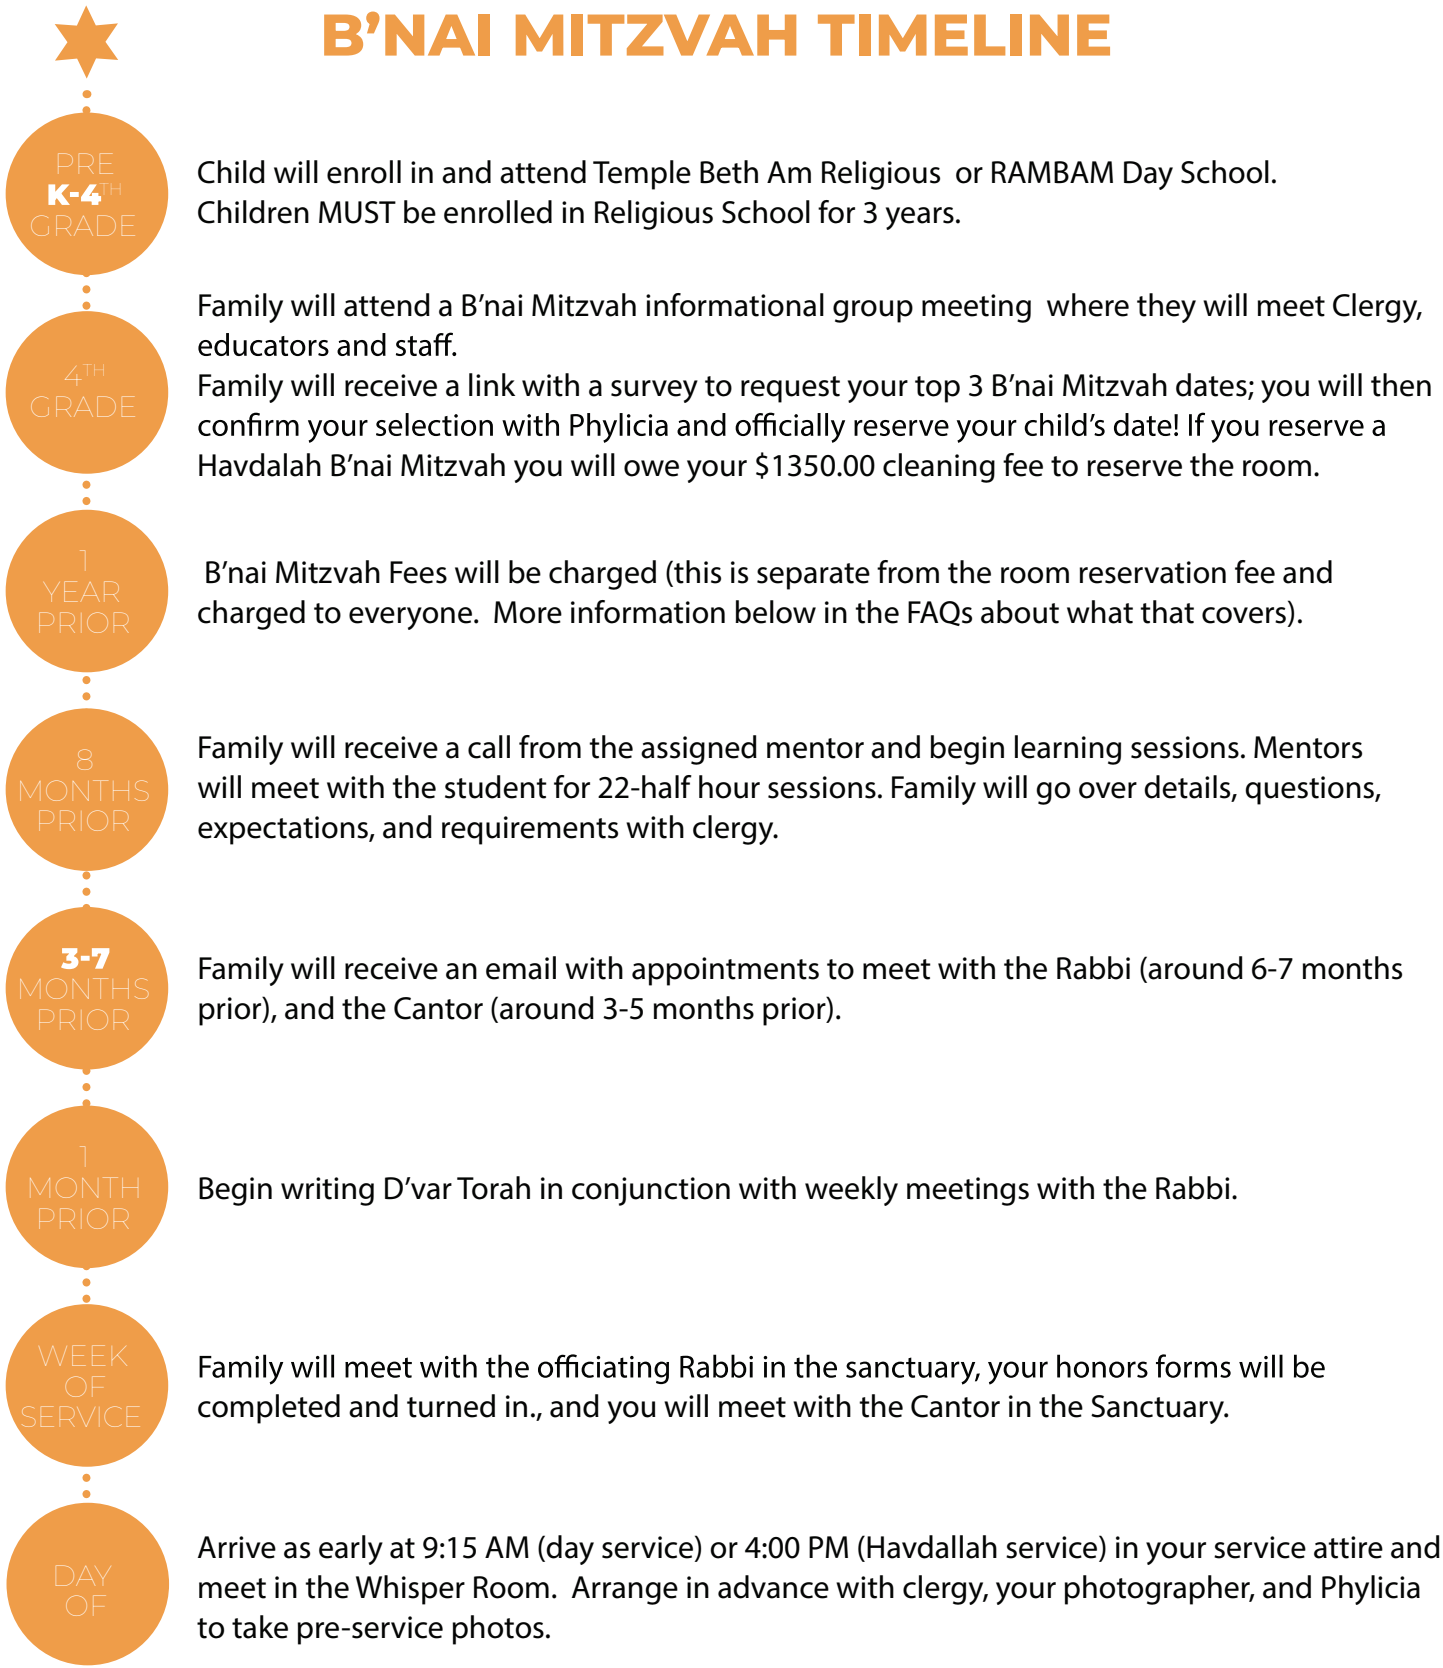 B'NAI MITZVAH TIMELINE
PRE
K-4TH
GRADE
Child will enroll in and attend Temple Beth Am Religious  or RAMBAM Day School.
Children MUST be enrolled in Religious School for 3 years.
4TH
GRADE
Family will attend a B'nai Mitzvah informational group meeting  where they will meet Clergy,
educators and staff.
Family will receive a link with a survey to request your top 3 B'nai Mitzvah dates; you will then
confirm your selection with Phylicia and officially reserve your child's date! If you reserve a
Havdalah B'nai Mitzvah you will owe your $1350.00 cleaning fee to reserve the room.
1
YEAR
PRIOR
B'nai Mitzvah Fees will be charged (this is separate from the room reservation fee and
charged to everyone.  More information below in the FAQs about what that covers).
8
MONTHS
PRIOR
Family will receive a call from the assigned mentor and begin learning sessions. Mentors
will meet with the student for 22-half hour sessions. Family will go over details, questions,
expectations, and requirements with clergy.
3-7
MONTHS
PRIOR
Family will receive an email with appointments to meet with the Rabbi (around 6-7 months
prior), and the Cantor (around 3-5 months prior).
1
MONTH
PRIOR
Begin writing D'var Torah in conjunction with weekly meetings with the Rabbi.
WEEK
OF
SERVICE
Family will meet with the officiating Rabbi in the sanctuary, your honors forms will be
completed and turned in., and you will meet with the Cantor in the Sanctuary.
DAY
OF
Arrive as early at 9:15 AM (day service) or 4:00 PM (Havdallah service) in your service attire and
meet in the Whisper Room.  Arrange in advance with clergy, your photographer, and Phylicia
to take pre-service photos.